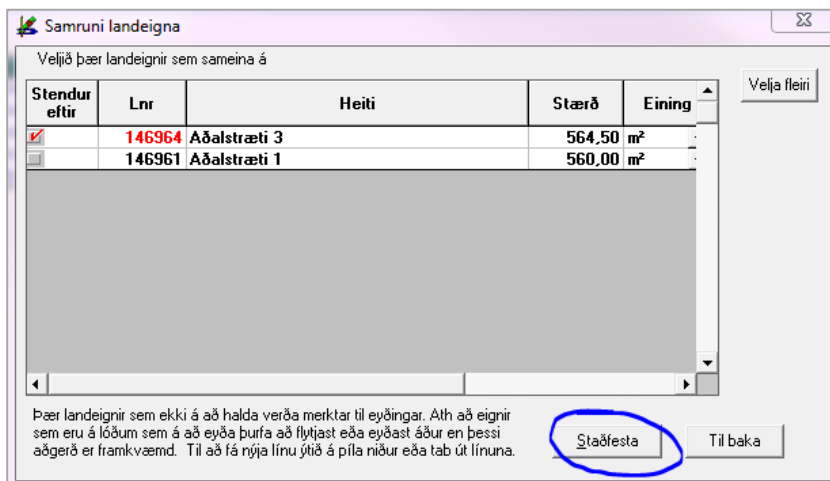 Samruni landeigna
Veljið þær landeignir sem sameina á
Velja fleiri
Stendur eftir Lnr Heiti Stærð Eining
146964 Aðalstræti 3 564,50 m²
146961 Aðalstræti 1 560,00 m²
Þær landeignir sem ekki á að halda verða merktar til eyðingar. Ath að eignir
sem eru á lóðum sem á að eyða þurfa að flytjast eða eyðast áður en þessi
aðgerð er framkvæmd. Til að fá nýja línu ýtið á píla niður eða tab út línuna.
Staðfesta Til baka